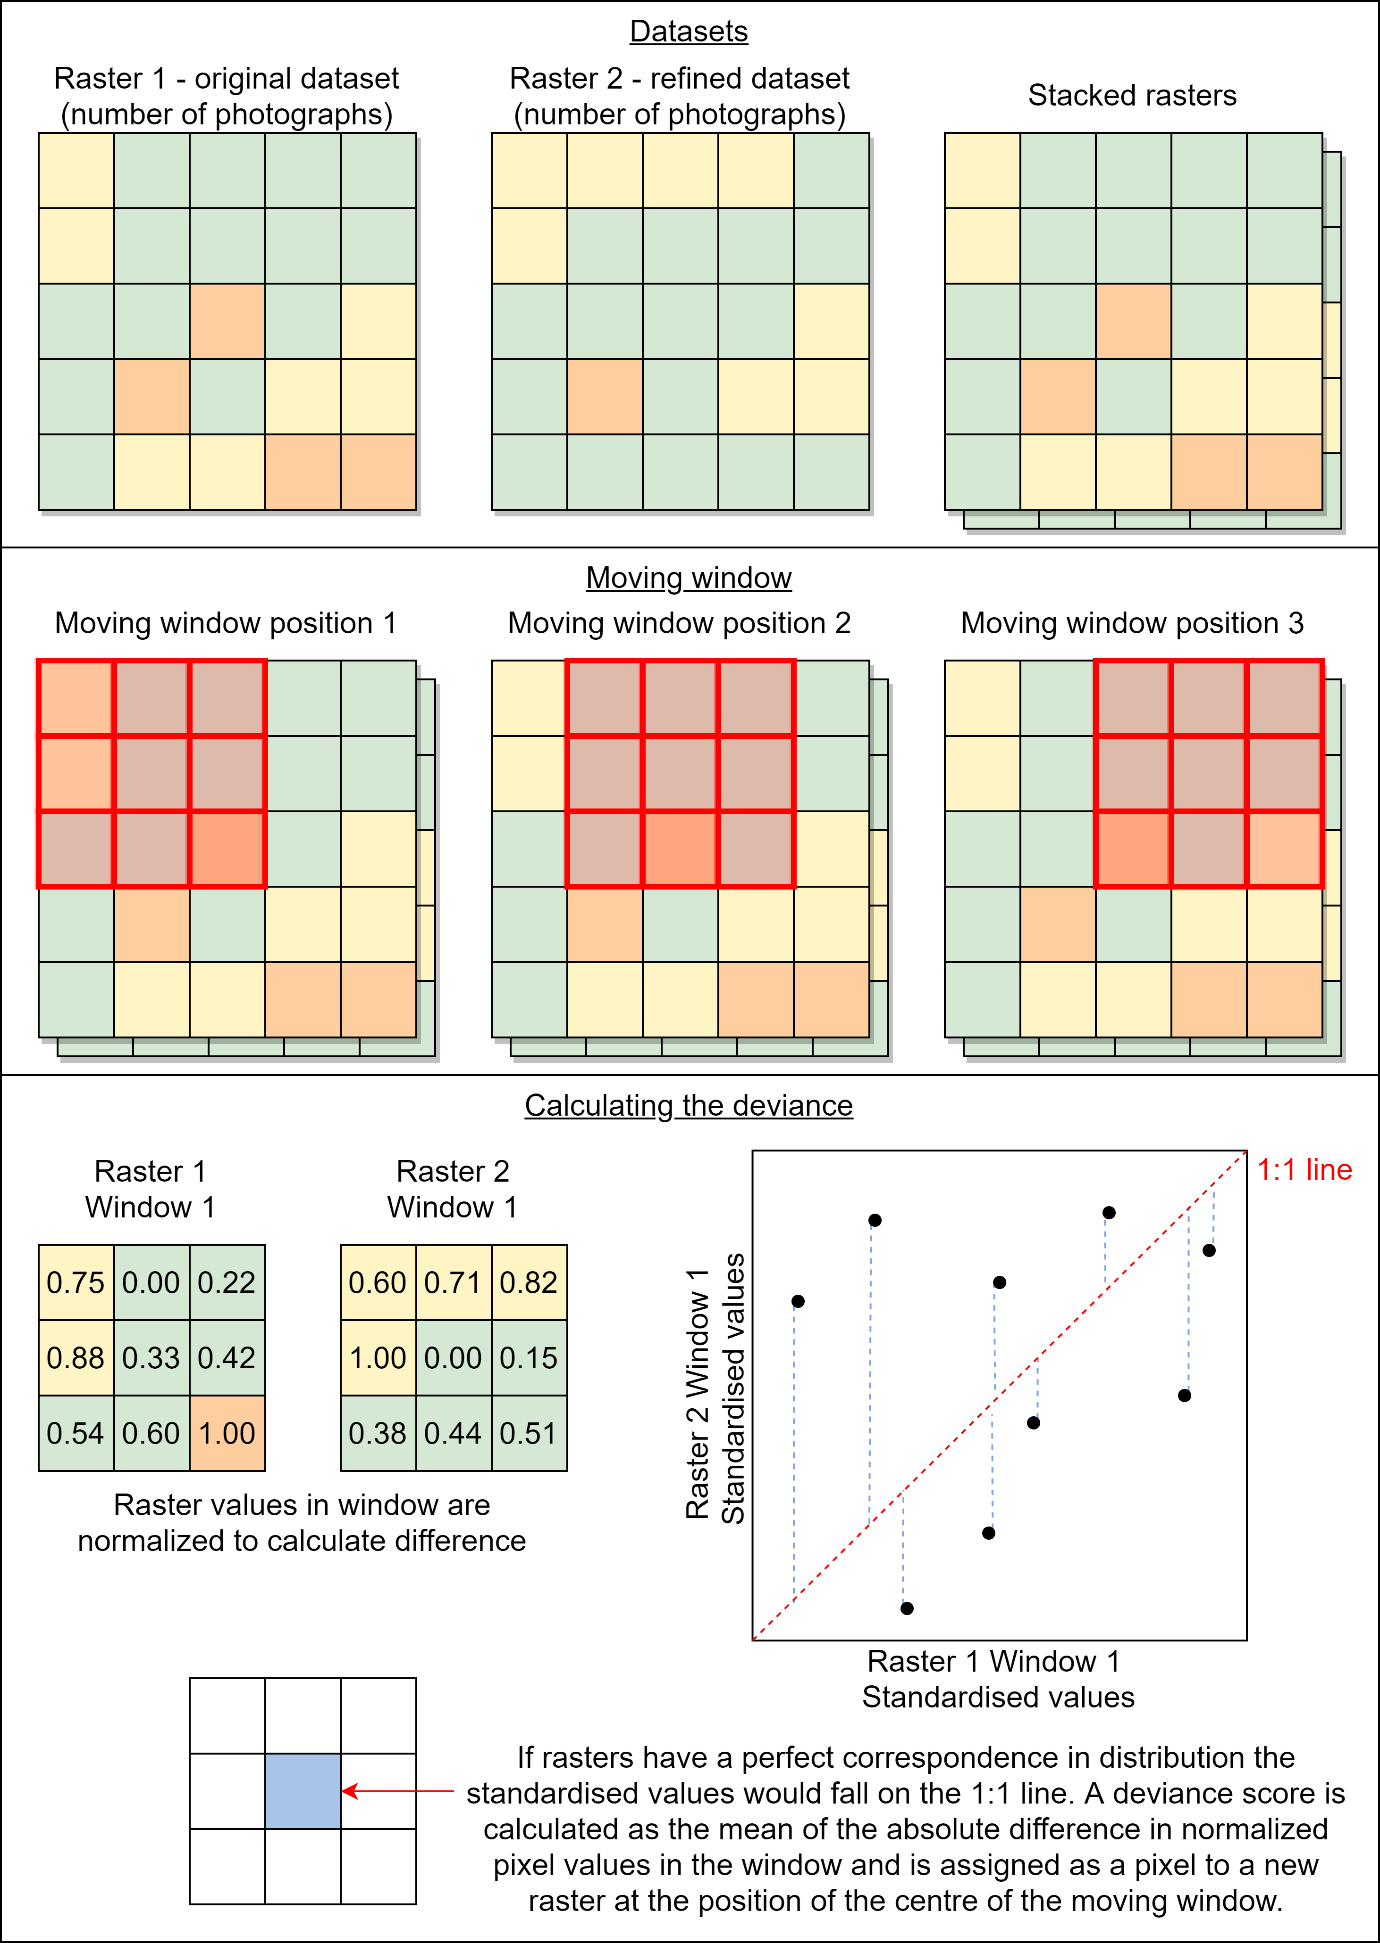 Datasets
Raster 1 - original dataset
(number of photographs)
Raster 2 - refined dataset
(number of photographs)
Stacked rasters
Moving window
Moving window position 1
Moving window position 2
Moving window position 3
Calculating the deviance
Raster 1
Window 1
0.75 0.00 0.22
0.88 0.33 0.42
0.54 0.60 1.00
Raster 2
Window 1
0.60 0.71 0.82
1.00 0.00 0.15
0.38 0.44 0.51
Raster values in window are
normalized to calculate difference
1:1 line
Raster 2 Window 1
Standardised values
Raster 1 Window 1
Standardised values
If rasters have a perfect correspondence in distribution the
standardised values would fall on the 1:1 line. A deviance score is
calculated as the mean of the absolute difference in normalized
pixel values in the window and is assigned as a pixel to a new
raster at the position of the centre of the moving window.